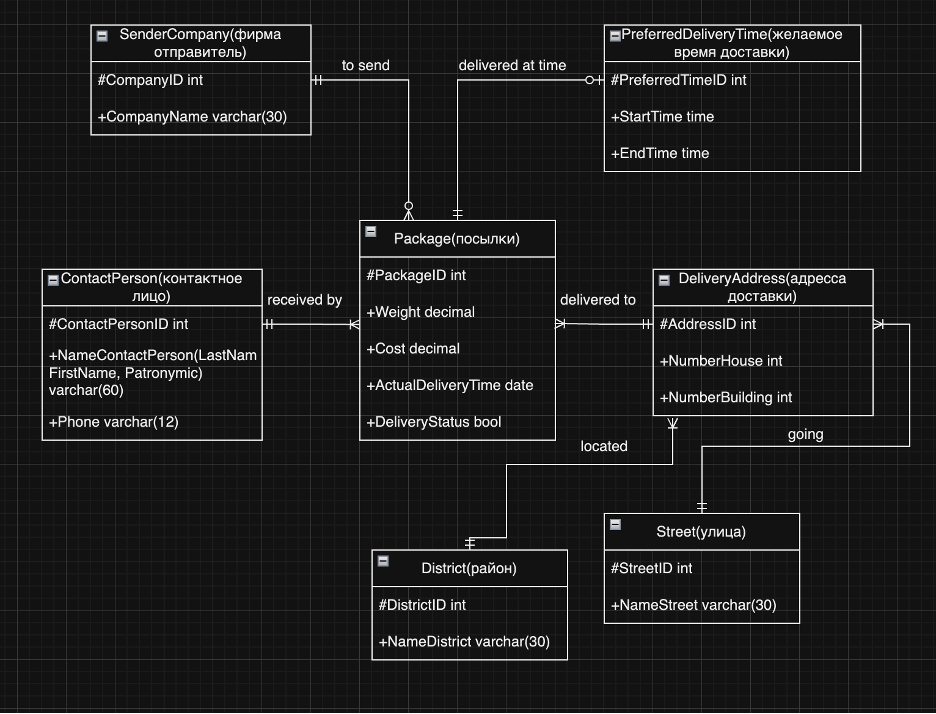 SenderCompany(фирма
отправитель)
#CompanyID int
+CompanyName varchar(30)
to send
delivered at time
PreferredDeliveryTime(желаемое
время доставки)
#PreferredTimeID int
+StartTime time
+EndTime time
Package(посылки)
#PackageID int
+Weight decimal
+Cost decimal
+ActualDeliveryTime date
+DeliveryStatus bool
ContactPerson(контактное
лицо)
#ContactPersonID int
+NameContactPerson(LastNam
FirstName, Patronymic)
varchar(60)
+Phone varchar(12)
received by
delivered to
DeliveryAddress(адресса
доставки)
#AddressID int
+NumberHouse int
+NumberBuilding int
located
going
District(район)
#DistrictID int
+NameDistrict varchar(30)
Street(улица)
#StreetID int
+NameStreet varchar(30)